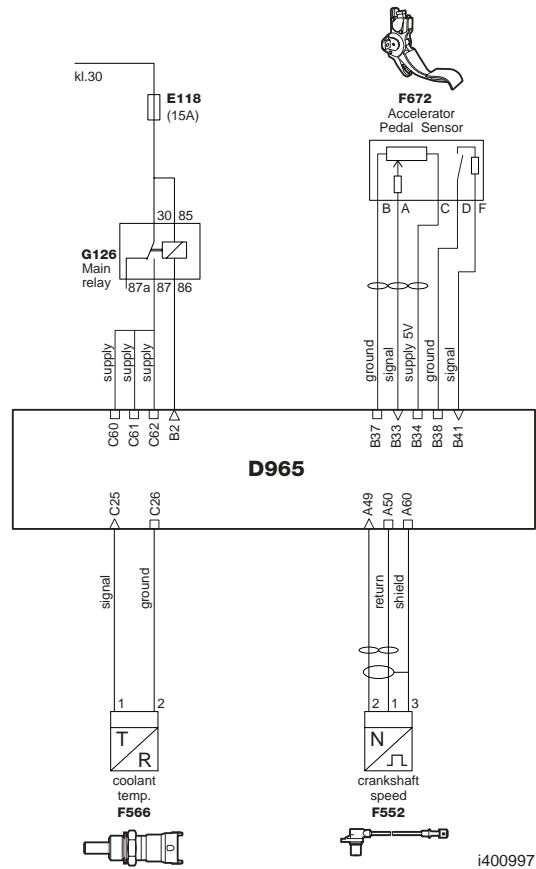 kl.30
E118
(15A)
F672
Accelerator
Pedal Sensor
B A C D F
30 85
G126
Main
relay
87a 87 86
supply supply supply
ground signal supply 5V ground signal
C60 C61 C62 B2
B37 B33 B34 B38 B41
D965
C25 C26
A49 A50 A60
signal ground
return shield
1 2
2 1 3
T
R
N
coolant
temp.
F566
crankshaft
speed
F552
i400997